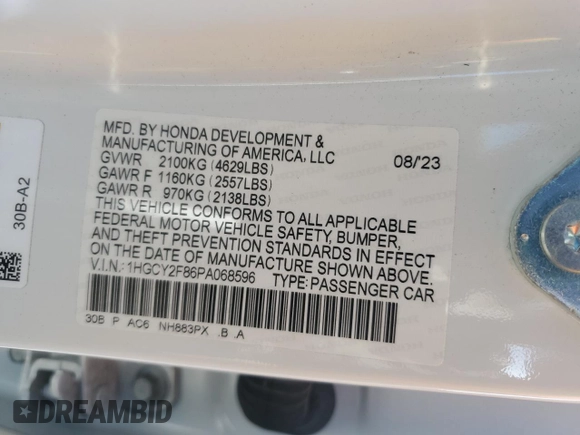 MFD. BY HONDA DEVELOPMENT &
MANUFACTURING OF AMERICA, LLC
08/'23
GVWR 2100KG (4629LBS)
GAWR F 1160KG (2557LBS)
GAWR R 970KG (2138LBS)
THIS VEHICLE CONFORMS TO ALL APPLICABLE
FEDERAL MOTOR VEHICLE SAFETY, BUMPER,
AND THEFT PREVENTION STANDARDS IN EFFECT
ON THE DATE OF MANUFACTURE SHOWN ABOVE.
V.I.N.:1HGCY2F86PA068596 TYPE:PASSENGER CAR
30B P AC6 NH883PX .B .A
30B-A2
DREAMBID